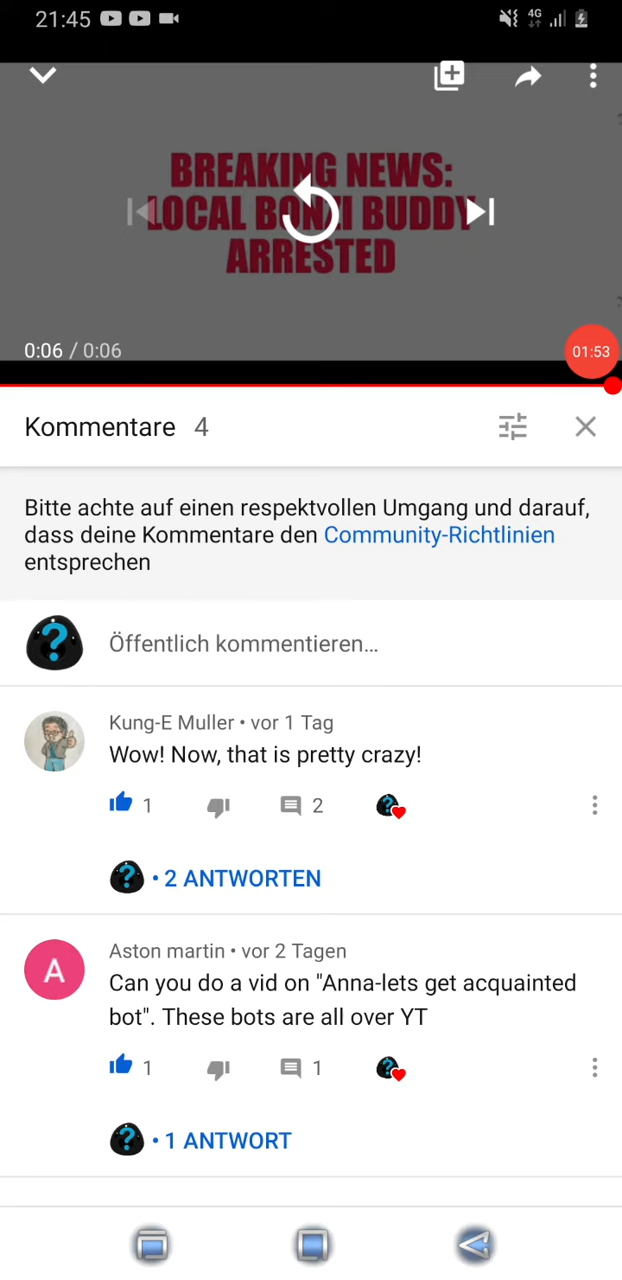 21:45
4G
BREAKING NEWS:
LOCAL BONZI BUDDY
ARRESTED
0:06 / 0:06
01:53
Kommentare 4
Bitte achte auf einen respektvollen Umgang und darauf,
dass deine Kommentare den Community-Richtlinien
entsprechen
Öffentlich kommentieren...
Kung-E Muller • vor 1 Tag
Wow! Now, that is pretty crazy!
1 2
• 2 ANTWORTEN
A
Aston martin • vor 2 Tagen
Can you do a vid on "Anna-lets get acquainted
bot". These bots are all over YT
1 1
• 1 ANTWORT